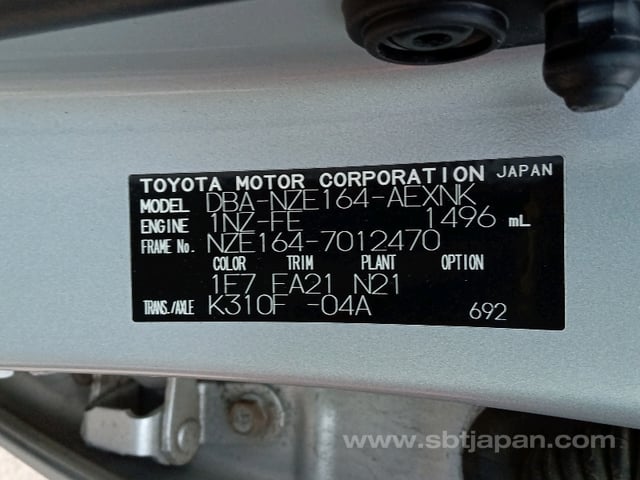 TOYOTA MOTOR CORPORATION JAPAN
MODEL DBA-NZE164-AEXNK
ENGINE 1NZ-FE 1496 mL
FRAME No. NZE164-7012470
COLOR TRIM PLANT OPTION
1E7 FA21 N21
TRANS./AXLE K310F -04A 692
www.sbtjapan.com